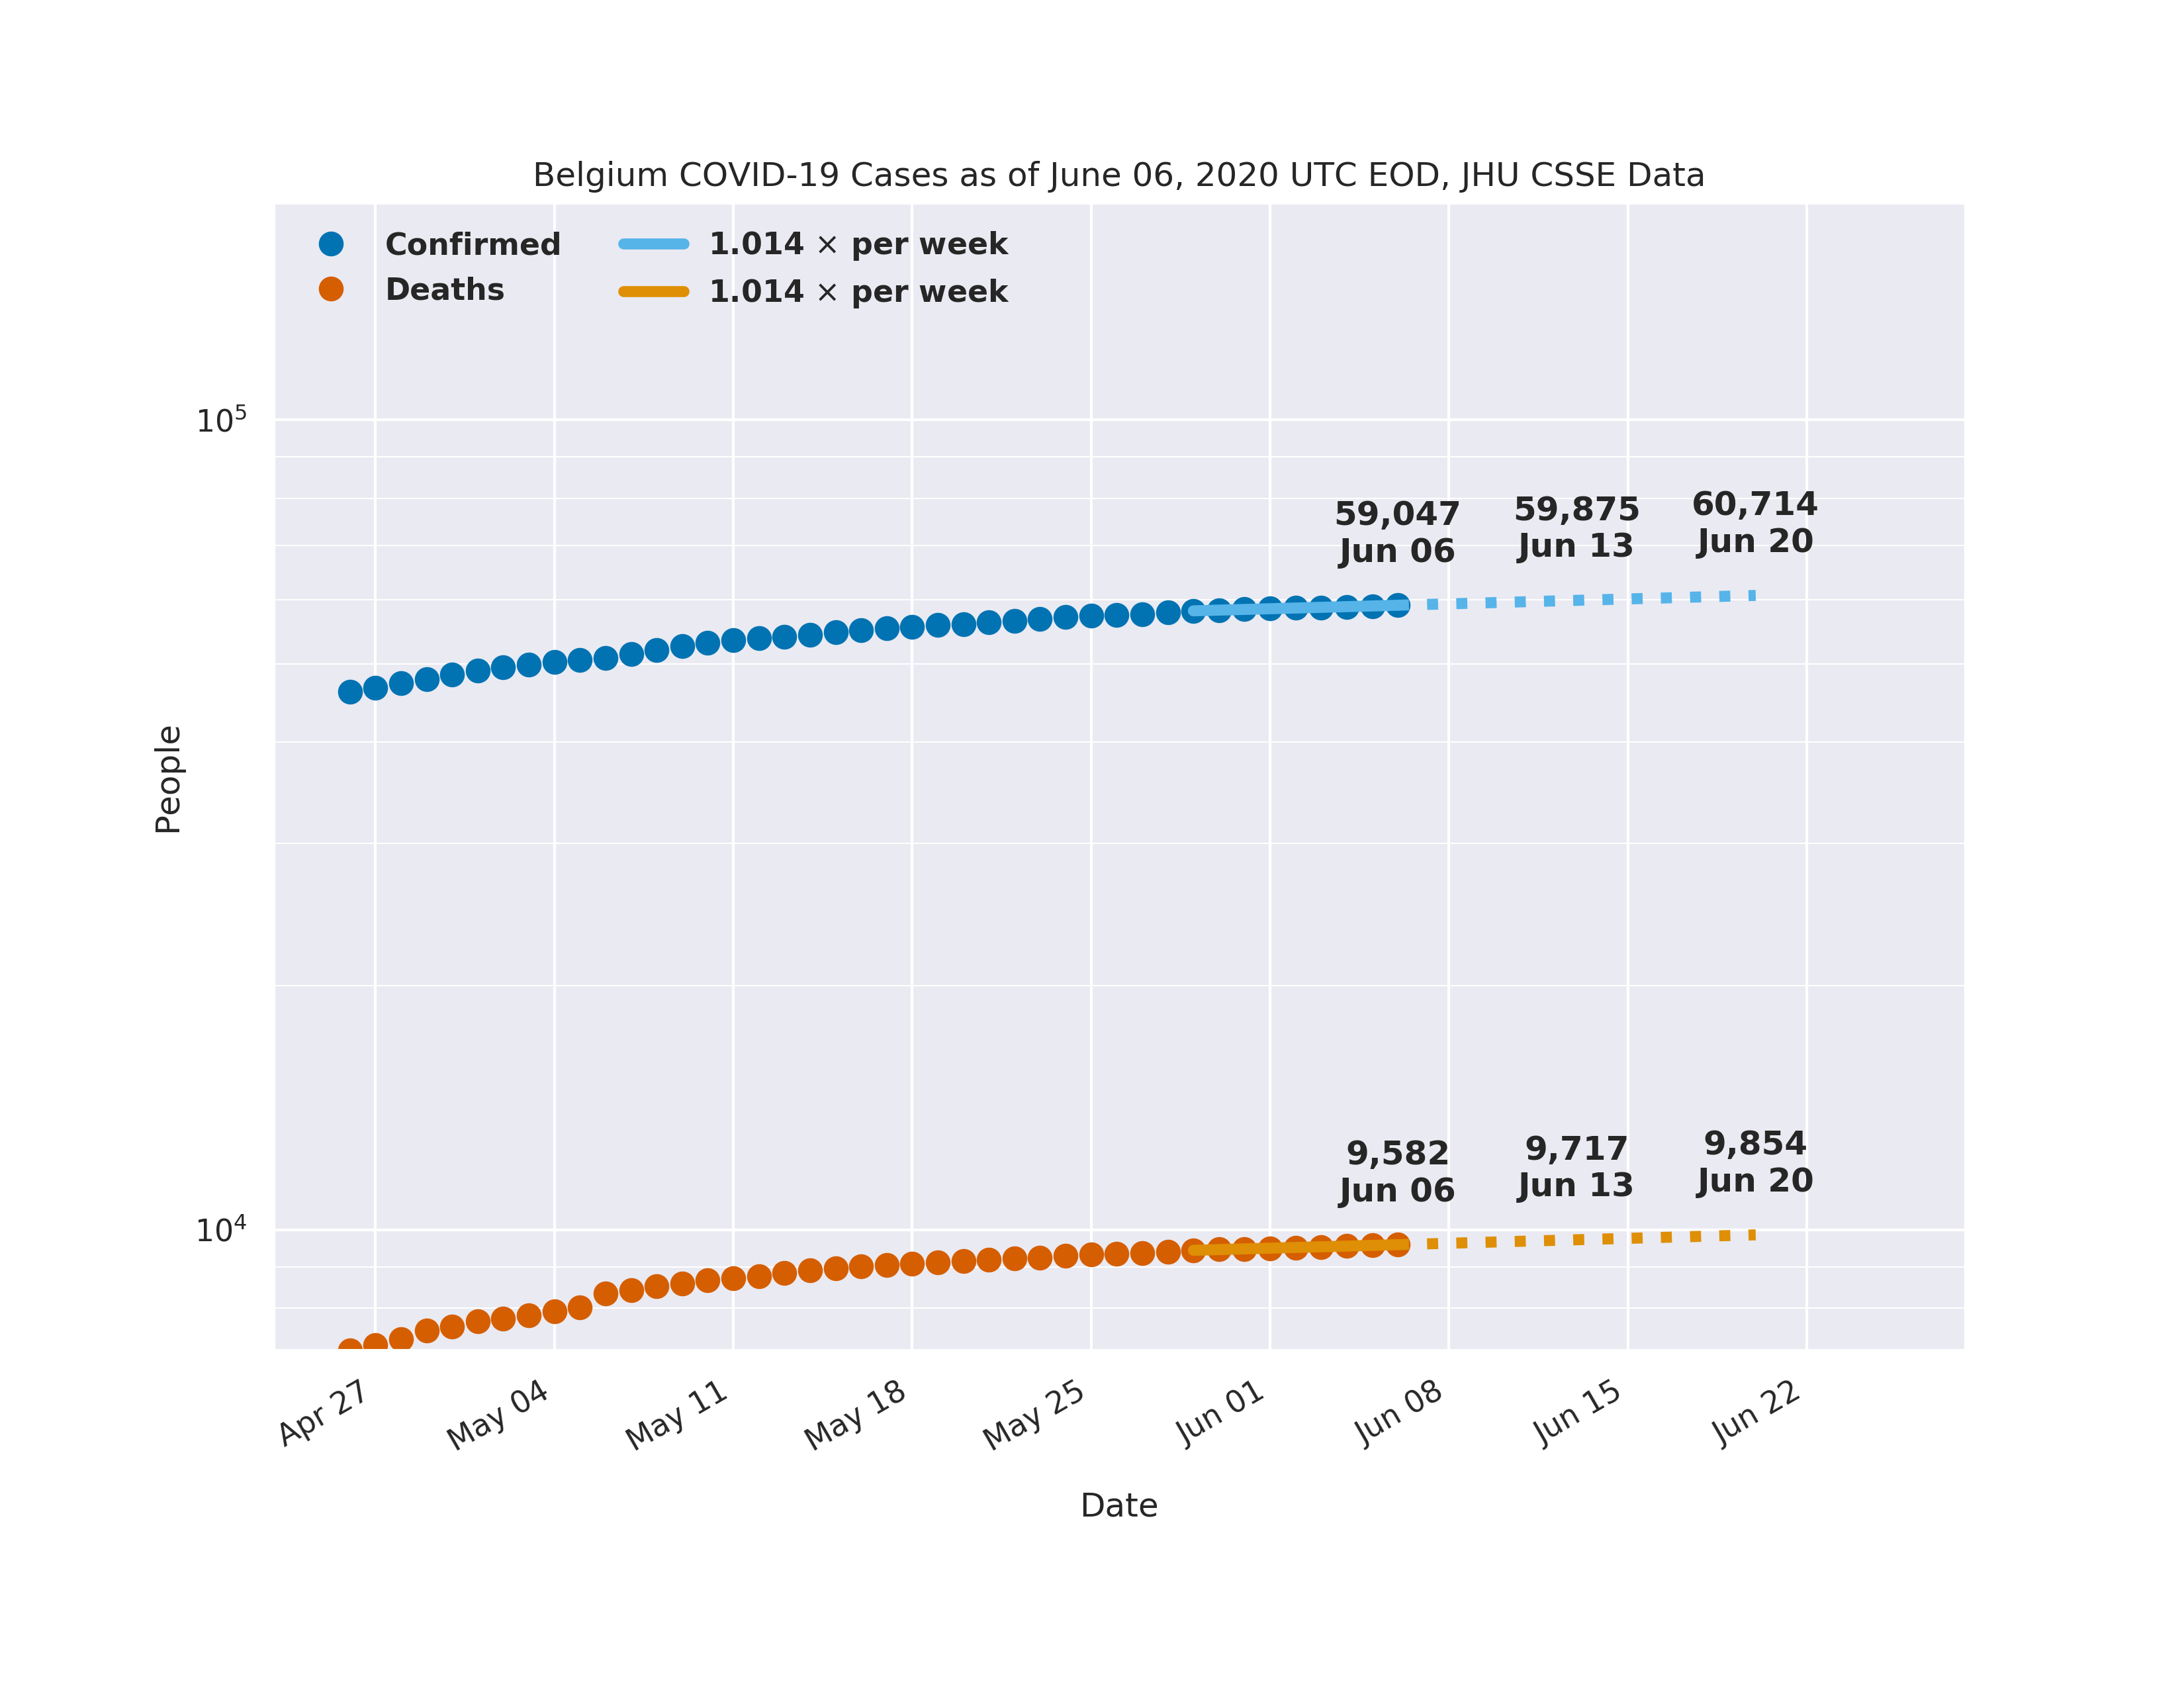 Belgium COVID-19 Cases as of June 06, 2020 UTC EOD, JHU CSSE Data
Confirmed
Deaths
1.014 × per week
1.014 × per week
10⁵
10⁴
People
59,047
Jun 06
59,875
Jun 13
60,714
Jun 20
9,582
Jun 06
9,717
Jun 13
9,854
Jun 20
Apr 27
May 04
May 11
May 18
May 25
Jun 01
Jun 08
Jun 15
Jun 22
Date